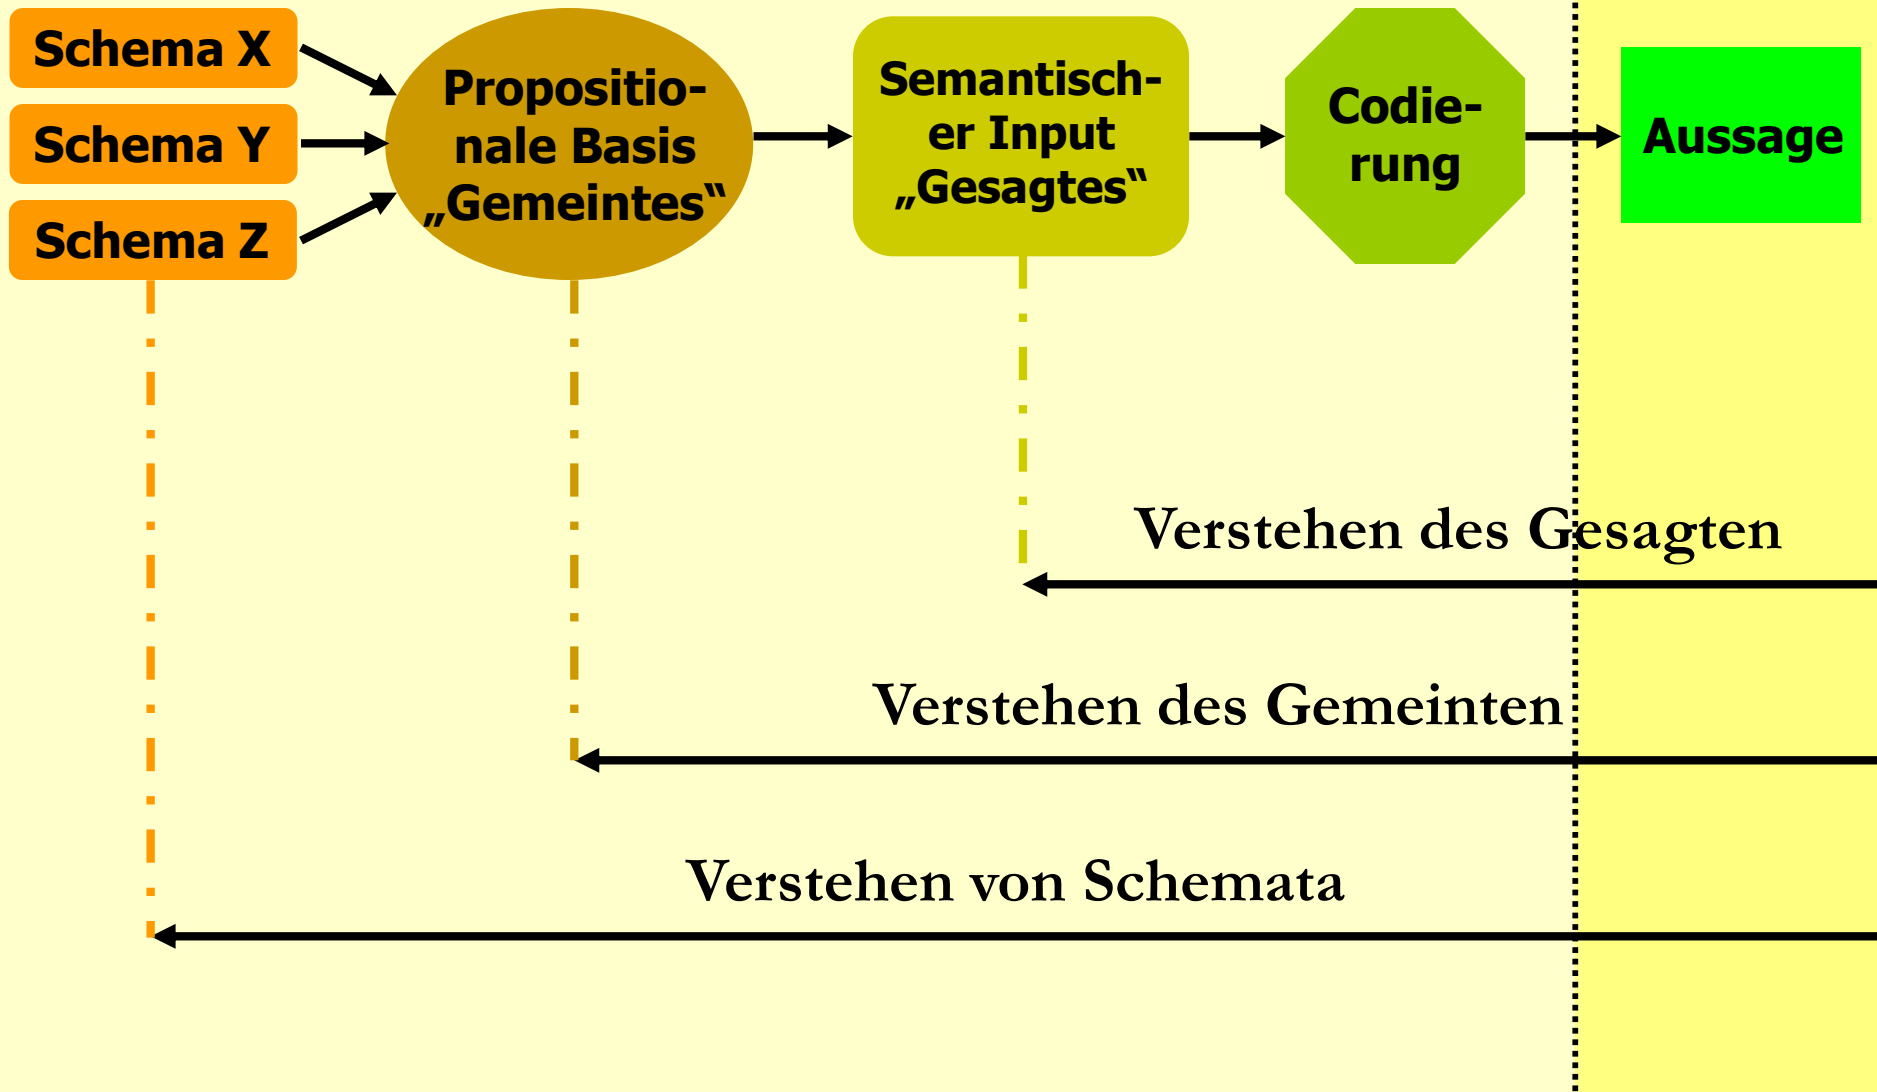 Schema X
Schema Y
Schema Z
Propositio-
nale Basis
„Gemeintes‟
Semantisch-
er Input
„Gesagtes‟
Codie-
rung
Aussage
Verstehen des Gesagten
Verstehen des Gemeinten
Verstehen von Schemata